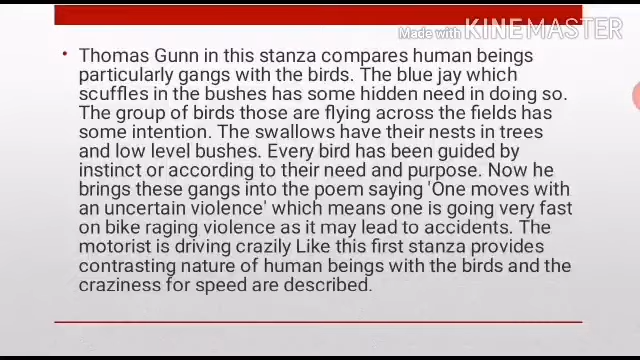 Made with KINEMASTER
• Thomas Gunn in this stanza compares human beings
particularly gangs with the birds. The blue jay which
scuffles in the bushes has some hidden need in doing so.
The group of birds those are flying across the fields has
some intention. The swallows have their nests in trees
and low level bushes. Every bird has been guided by
instinct or according to their need and purpose. Now he
brings these gangs into the poem saying 'One moves with
an uncertain violence' which means one is going very fast
on bike raging violence as it may lead to accidents. The
motorist is driving crazily Like this first stanza provides
contrasting nature of human beings with the birds and the
craziness for speed are described.